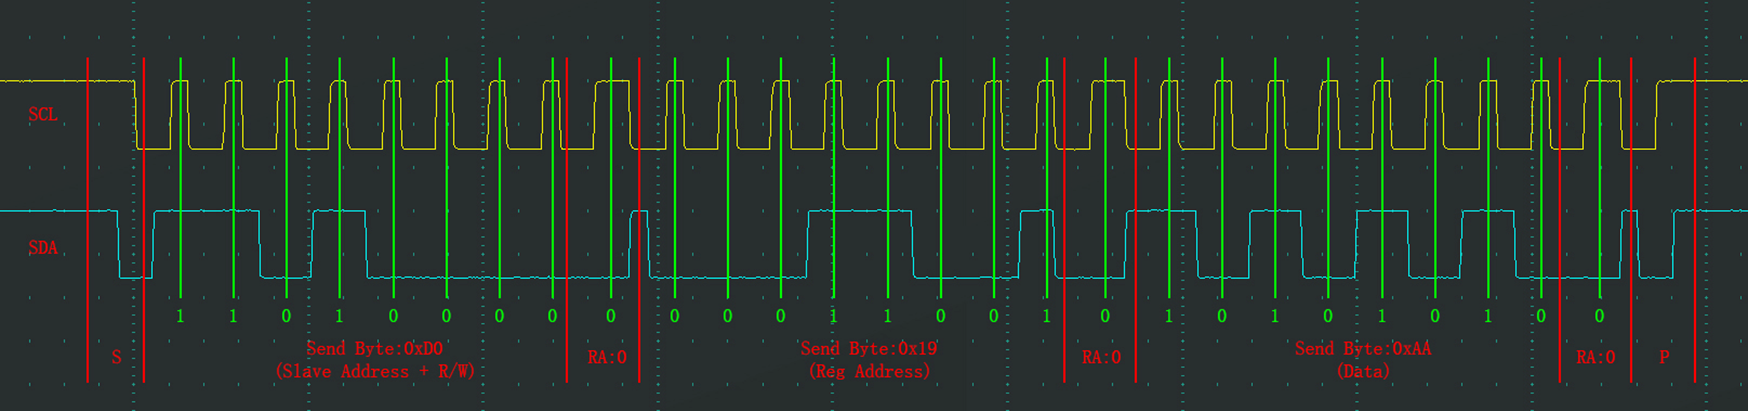 SCL
SDA
1 1 0 1 0 0 0 0 0 0 0 0 1 1 0 0 1 0 1 0 1 0 1 0 1 0 0
S
Send Byte:0xD0
(Slave Address + R/W)
RA:0
Send Byte:0x19
(Reg Address)
RA:0
Send Byte:0xAA
(Data)
RA:0
P